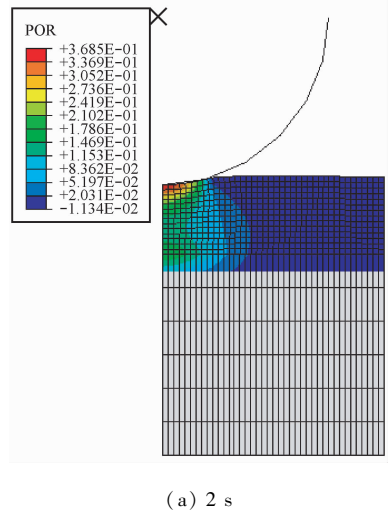 POR
+3.685E-01
+3.369E-01
+3.052E-01
+2.736E-01
+2.419E-01
+2.102E-01
+1.786E-01
+1.469E-01
+1.153E-01
+8.362E-02
+5.197E-02
+2.031E-02
-1.134E-02
(a) 2 s